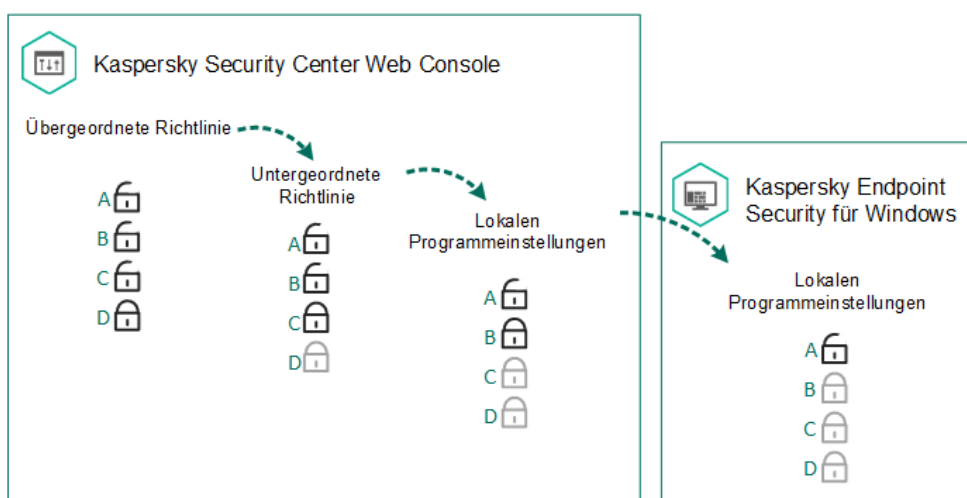 Kaspersky Security Center Web Console
Übergeordnete Richtlinie
A
B
C
D
Untergeordnete
Richtlinie
A
B
C
D
Lokalen
Programmeinstellungen
A
B
C
D
Kaspersky Endpoint
Security für Windows
Lokalen
Programmeinstellungen
A
B
C
D